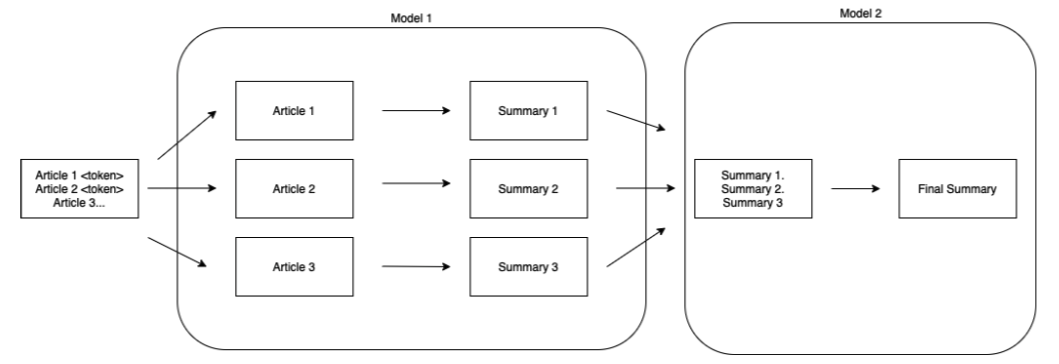 Model 1
Model 2
Article 1 <token>
Article 2 <token>
Article 3...
Article 1
Summary 1
Article 2
Summary 2
Article 3
Summary 3
Summary 1.
Summary 2.
Summary 3
Final Summary